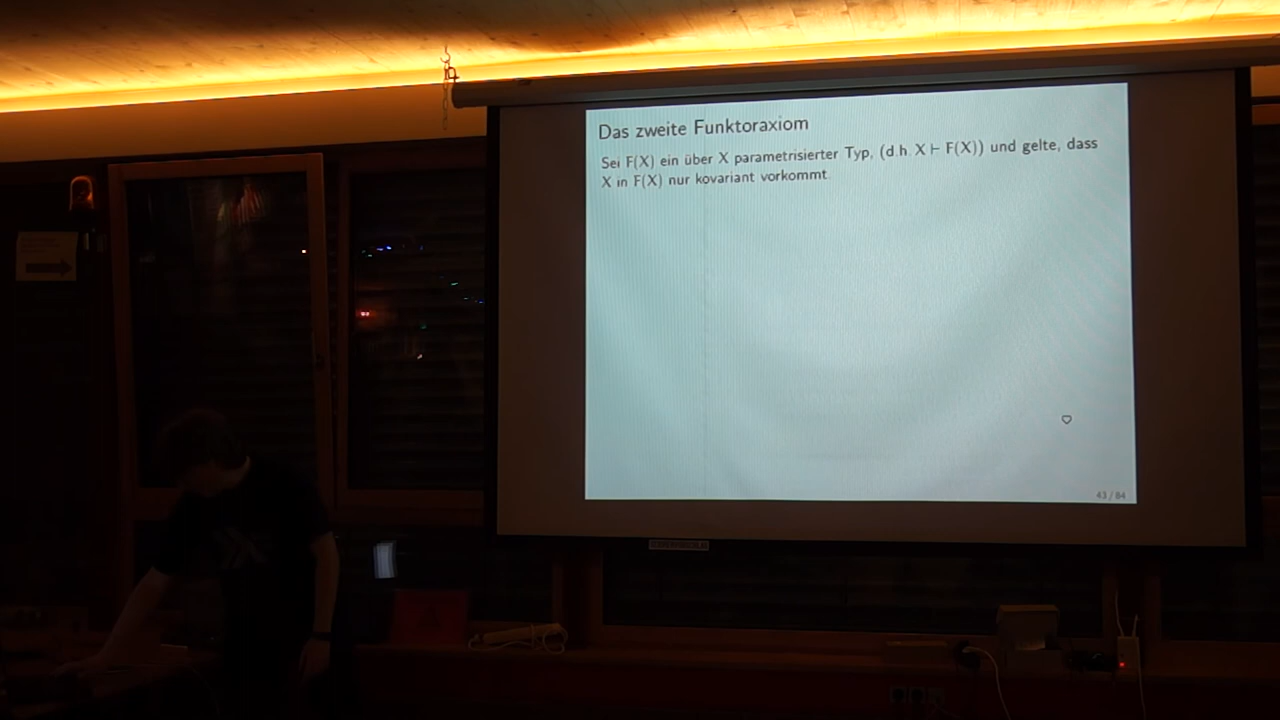 Das zweite Funktoraxiom
Sei F(X) ein über X parametrisierter Typ, (d.h. X ⊢ F(X)) und gelte, dass
X in F(X) nur kovariant vorkommt.
43 / 84